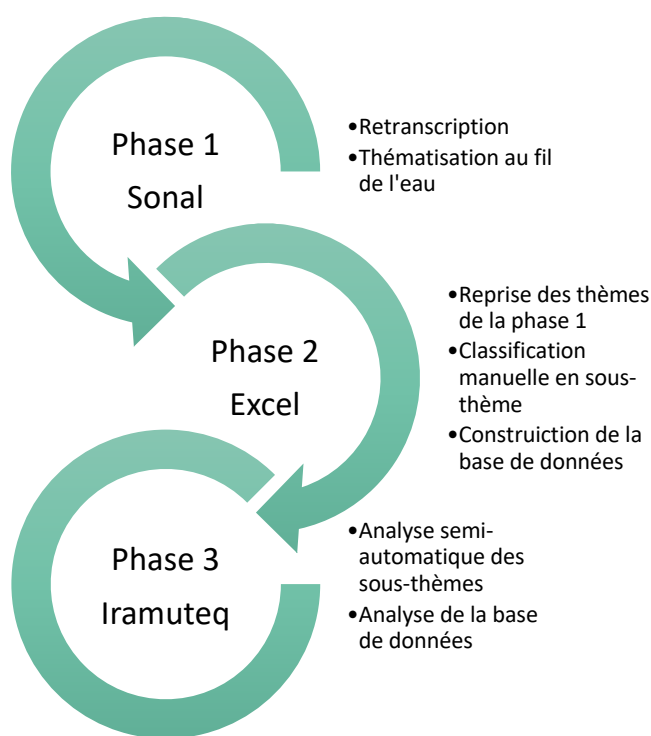 Phase 1
Sonal
•Retranscription
•Thématisation au fil
de l'eau
Phase 2
Excel
•Reprise des thèmes
de la phase 1
•Classification
manuelle en sous-
thème
•Construiction de la
base de données
Phase 3
Iramuteq
•Analyse semi-
automatique des
sous-thèmes
•Analyse de la base
de données